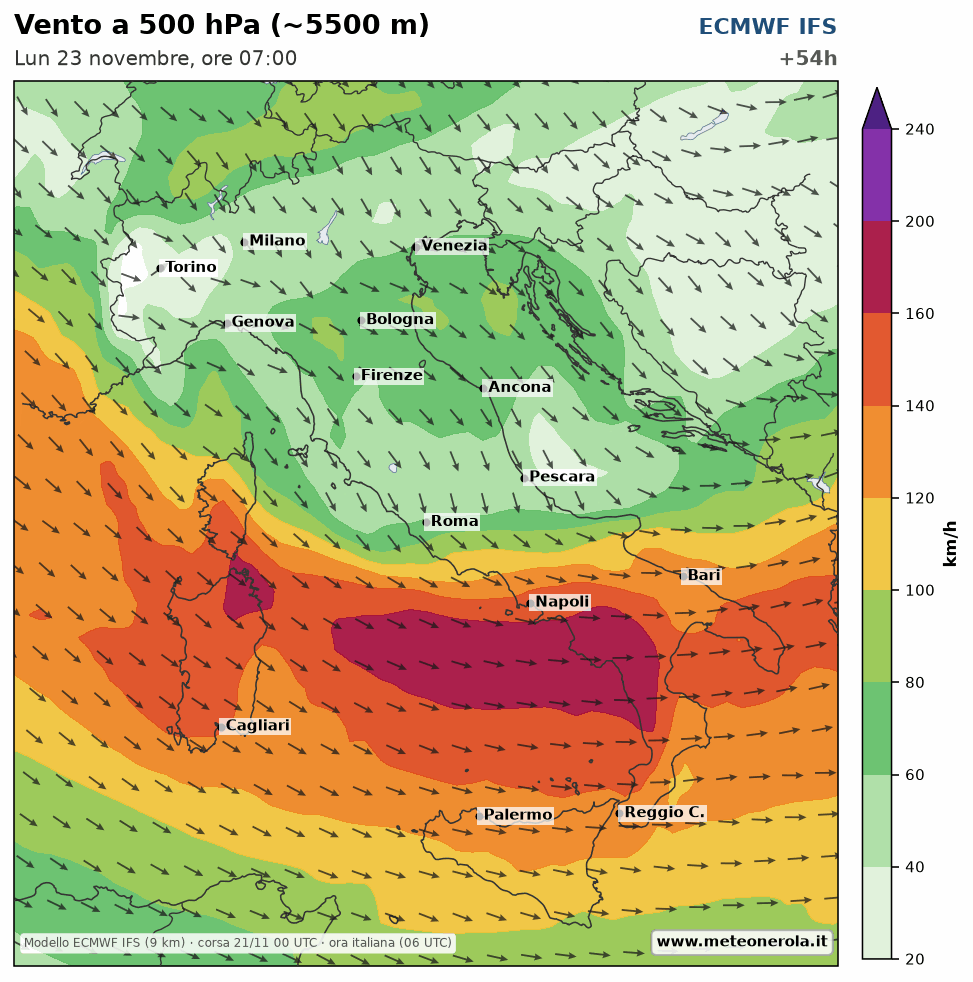 Vento a 500 hPa (~5500 m)
ECMWF IFS
Lun 23 novembre, ore 07:00
+54h
240
200
160
140
120
100
80
60
40
20
km/h
Milano
Venezia
Torino
Genova
Bologna
Firenze
Ancona
Pescara
Roma
Bari
Napoli
Cagliari
Palermo
Reggio C.
Modello ECMWF IFS (9 km) · corsa 21/11 00 UTC · ora italiana (06 UTC)
www.meteonerola.it